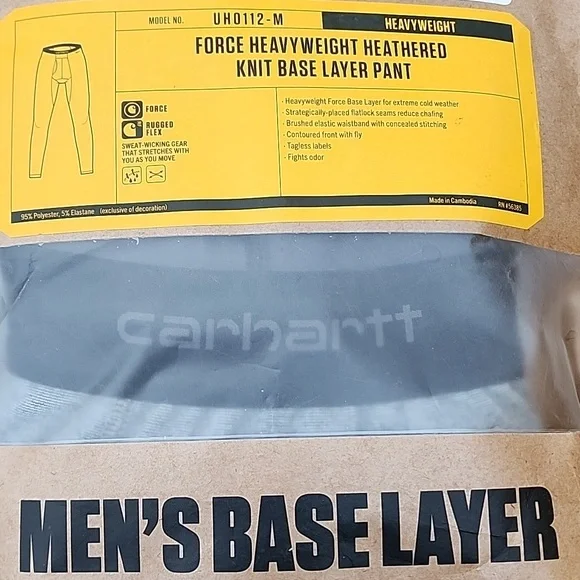 MODEL NO. UH0112-M HEAVYWEIGHT
FORCE HEAVYWEIGHT HEATHERED
KNIT BASE LAYER PANT
FORCE
RUGGED
FLEX
SWEAT-WICKING GEAR
THAT STRETCHES WITH
YOU AS YOU MOVE
· Heavyweight Force Base Layer for extreme cold weather
· Strategically-placed flatlock seams reduce chafing
· Brushed elastic waistband with concealed stitching
· Contoured front with fly
· Tagless labels
· Fights odor
95% Polyester, 5% Elastane (exclusive of decoration) Made in Cambodia RN #56385
carhartt
MEN'S BASE LAYER